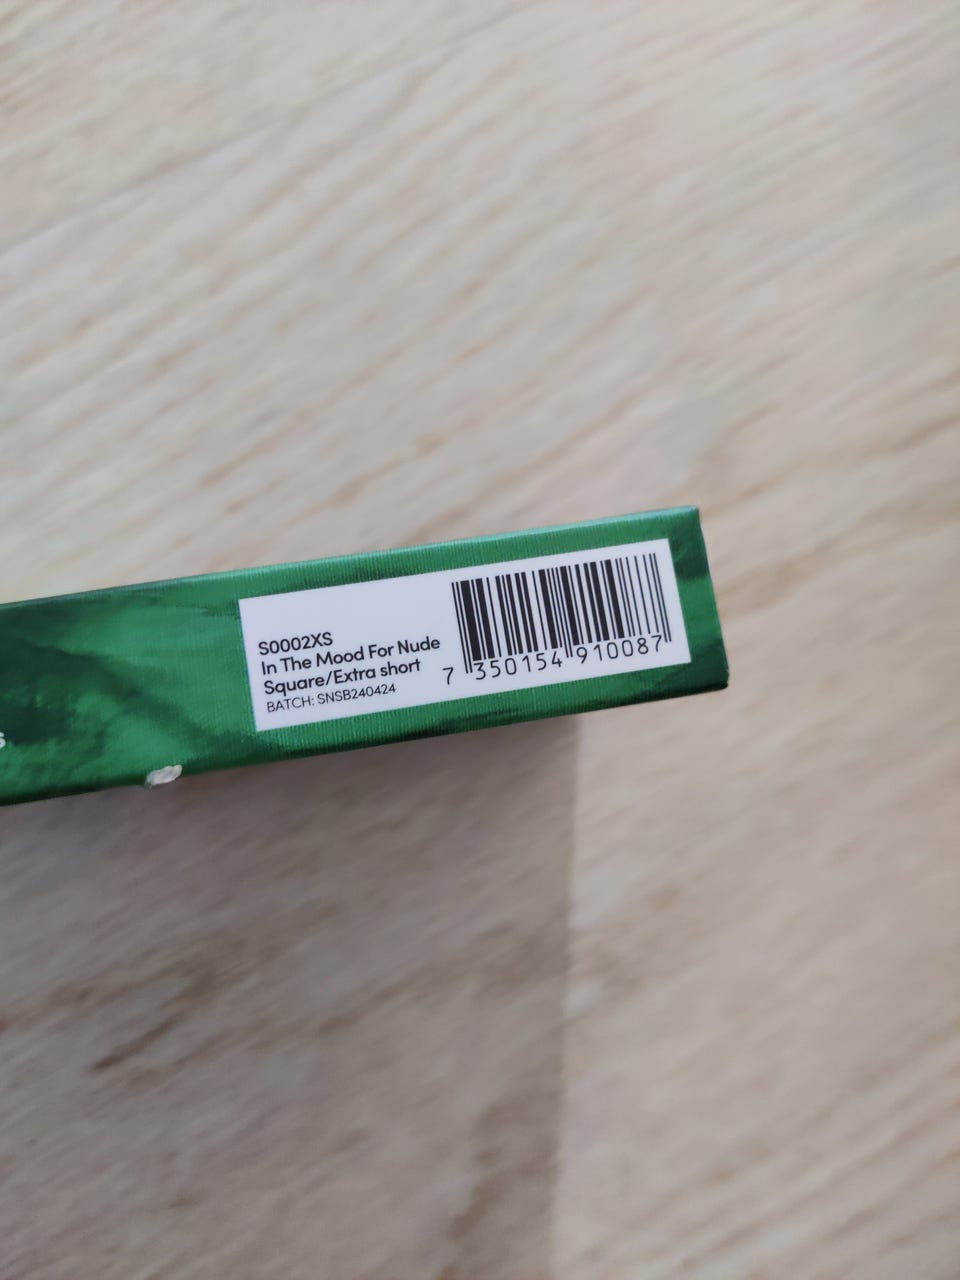 S0002XS
In The Mood For Nude
Square/Extra short
BATCH: SNSB240424
7 350154 910087